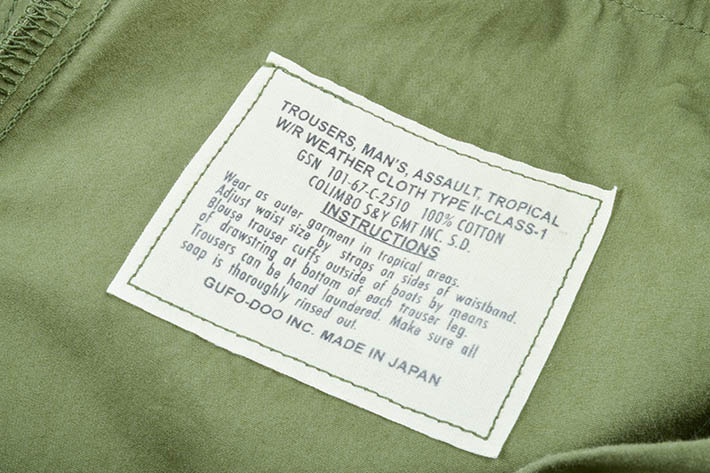 TROUSERS, MAN'S, ASSAULT, TROPICAL
W/R WEATHER CLOTH TYPE II-CLASS-1
GSN 101-67-C-2510 100% COTTON
COLIMBO S&Y GMT INC. S.D.
INSTRUCTIONS
Wear as outer garment in tropical areas.
Adjust waist size by straps on sides of waistband.
Blouse trouser cuffs outside of boats by means
of drawstring at bottom of each trouser leg.
Trousers can be hand laundered. Make sure all
soap is thoroughly rinsed out.
GUFO-DOO INC. MADE IN JAPAN